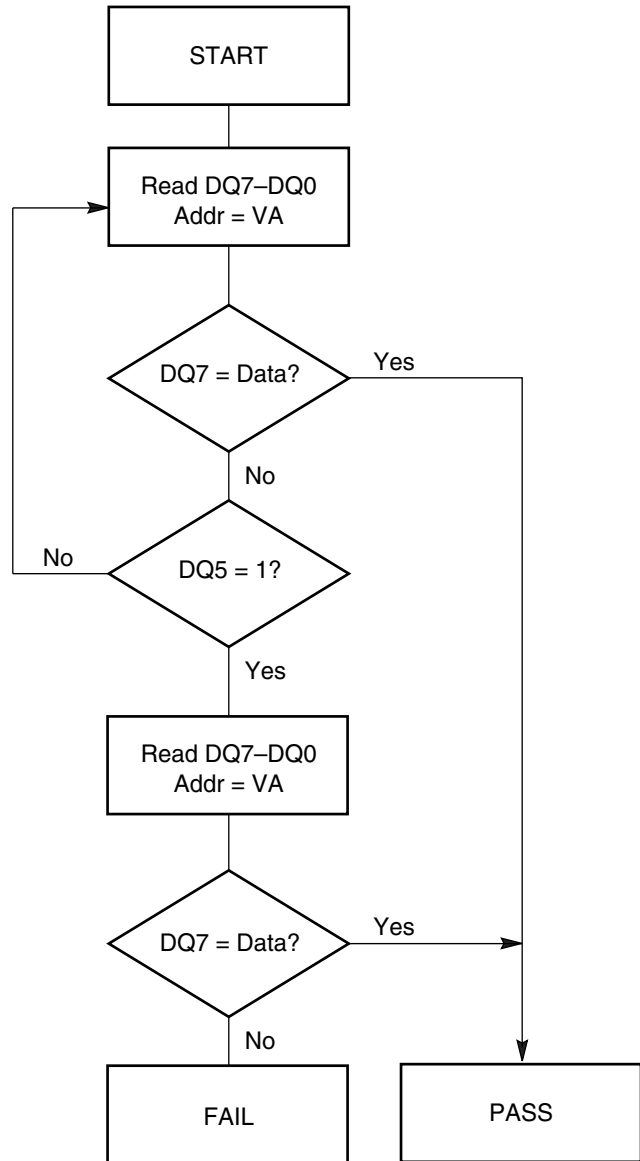 START
Read DQ7–DQ0
Addr = VA
DQ7 = Data?
Yes
No
No
DQ5 = 1?
Yes
Read DQ7–DQ0
Addr = VA
DQ7 = Data?
Yes
No
FAIL
PASS